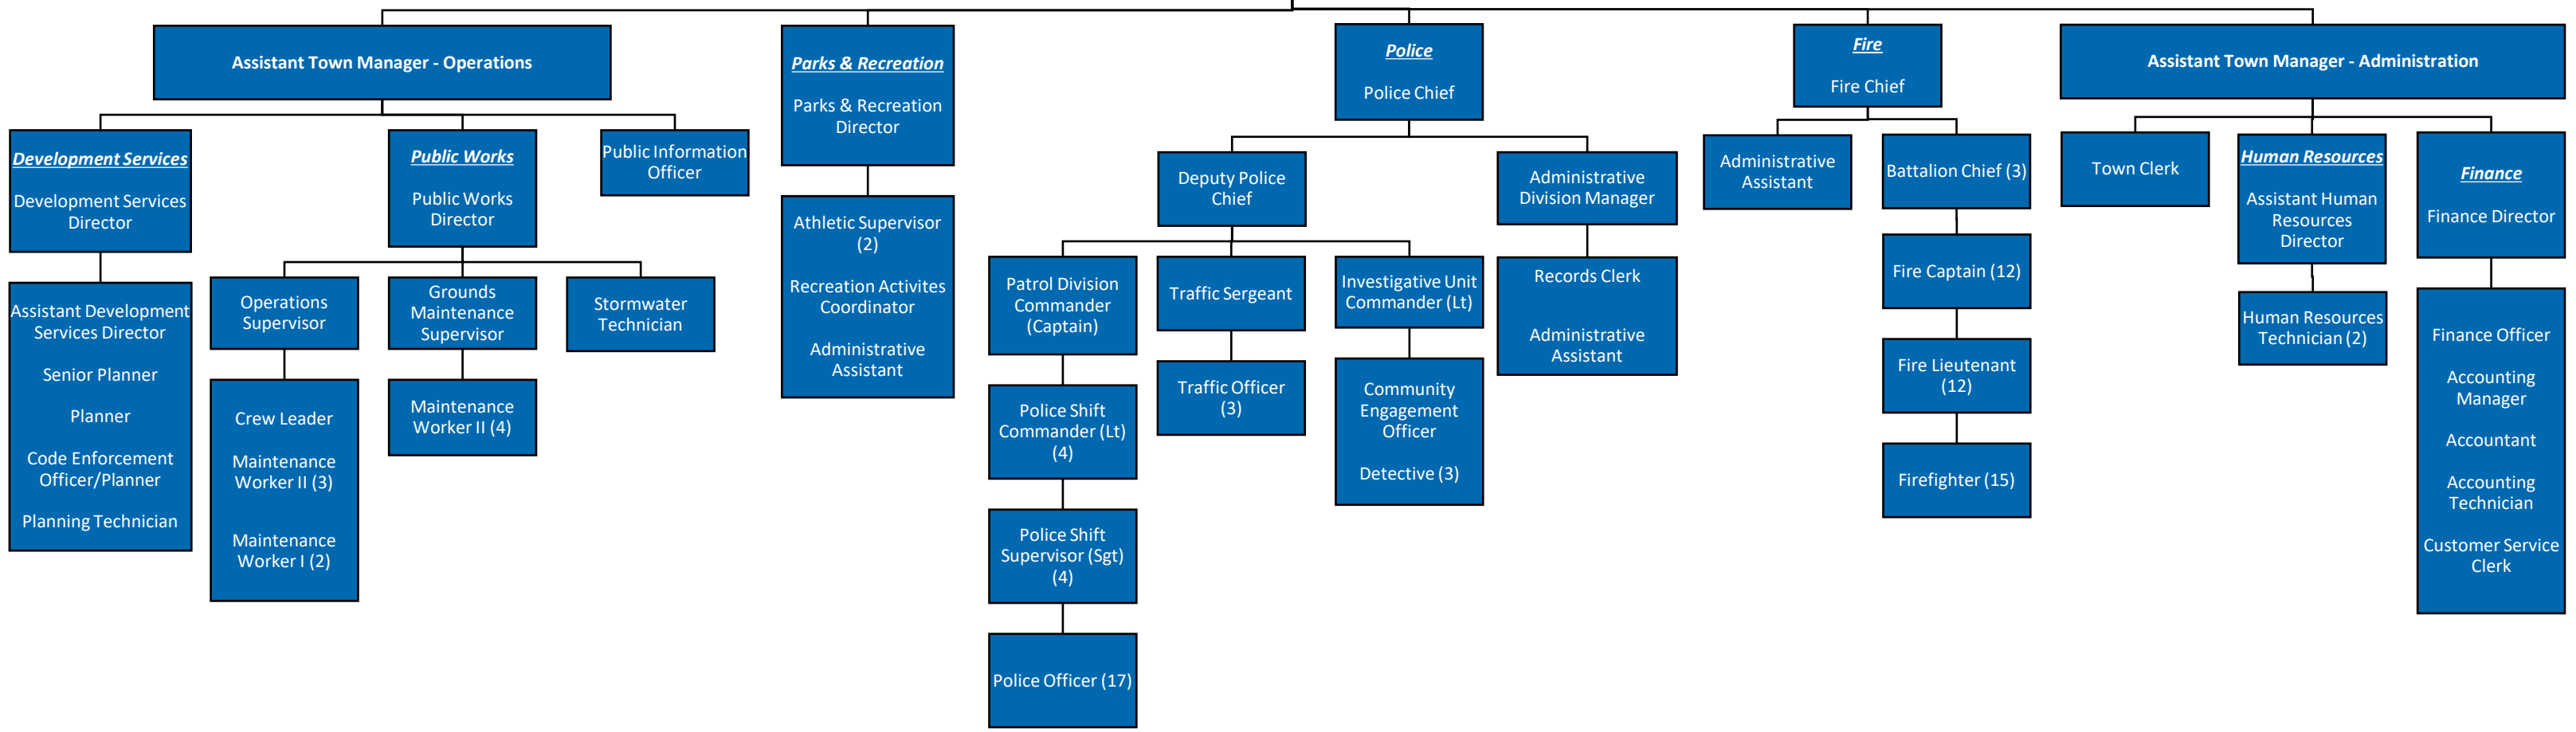 Assistant Town Manager - Operations
Development Services
Development Services
Director
Assistant Development
Services Director
Senior Planner
Planner
Code Enforcement
Officer/Planner
Planning Technician
Public Works
Public Works
Director
Operations
Supervisor
Crew Leader
Maintenance
Worker II (3)
Maintenance
Worker I (2)
Grounds
Maintenance
Supervisor
Maintenance
Worker II (4)
Stormwater
Technician
Public Information
Officer
Parks & Recreation
Parks & Recreation
Director
Athletic Supervisor
(2)
Recreation Activites
Coordinator
Administrative
Assistant
Police
Police Chief
Deputy Police
Chief
Patrol Division
Commander
(Captain)
Police Shift
Commander (Lt)
(4)
Police Shift
Supervisor (Sgt)
(4)
Police Officer (17)
Traffic Sergeant
Traffic Officer
(3)
Investigative Unit
Commander (Lt)
Community
Engagement
Officer
Detective (3)
Administrative
Division Manager
Records Clerk
Administrative
Assistant
Fire
Fire Chief
Administrative
Assistant
Battalion Chief (3)
Fire Captain (12)
Fire Lieutenant
(12)
Firefighter (15)
Assistant Town Manager - Administration
Town Clerk
Human Resources
Assistant Human
Resources
Director
Human Resources
Technician (2)
Finance
Finance Director
Finance Officer
Accounting
Manager
Accountant
Accounting
Technician
Customer Service
Clerk